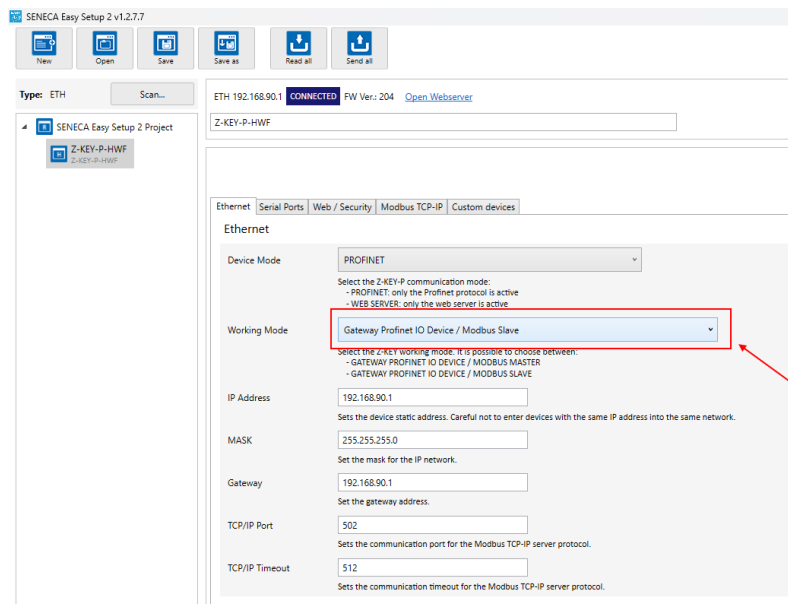 SENECA Easy Setup 2 v1.2.7.7
New Open Save Save as Read all Send all
Type: ETH Scan...
ETH 192.168.90.1 CONNECTED FW Ver.: 204 Open Webserver
Z-KEY-P-HWF
SENECA Easy Setup 2 Project
Z-KEY-P-HWF
Z-KEY-P-HWF
Ethernet Serial Ports Web / Security Modbus TCP-IP Custom devices
Ethernet
Device Mode PROFINET
Select the Z-KEY-P communication mode:
- PROFINET: only the Profinet protocol is active
- WEB SERVER: only the web server is active
Working Mode Gateway Profinet IO Device / Modbus Slave
Select the Z-KEY working mode. It is possible to choose between:
- GATEWAY PROFINET IO DEVICE / MODBUS MASTER
- GATEWAY PROFINET IO DEVICE / MODBUS SLAVE
IP Address 192.168.90.1
Sets the device static address. Careful not to enter devices with the same IP address into the same network.
MASK 255.255.255.0
Set the mask for the IP network.
Gateway 192.168.90.1
Set the gateway address.
TCP/IP Port 502
Sets the communication port for the Modbus TCP-IP server protocol.
TCP/IP Timeout 512
Sets the communication timeout for the Modbus TCP-IP server protocol.